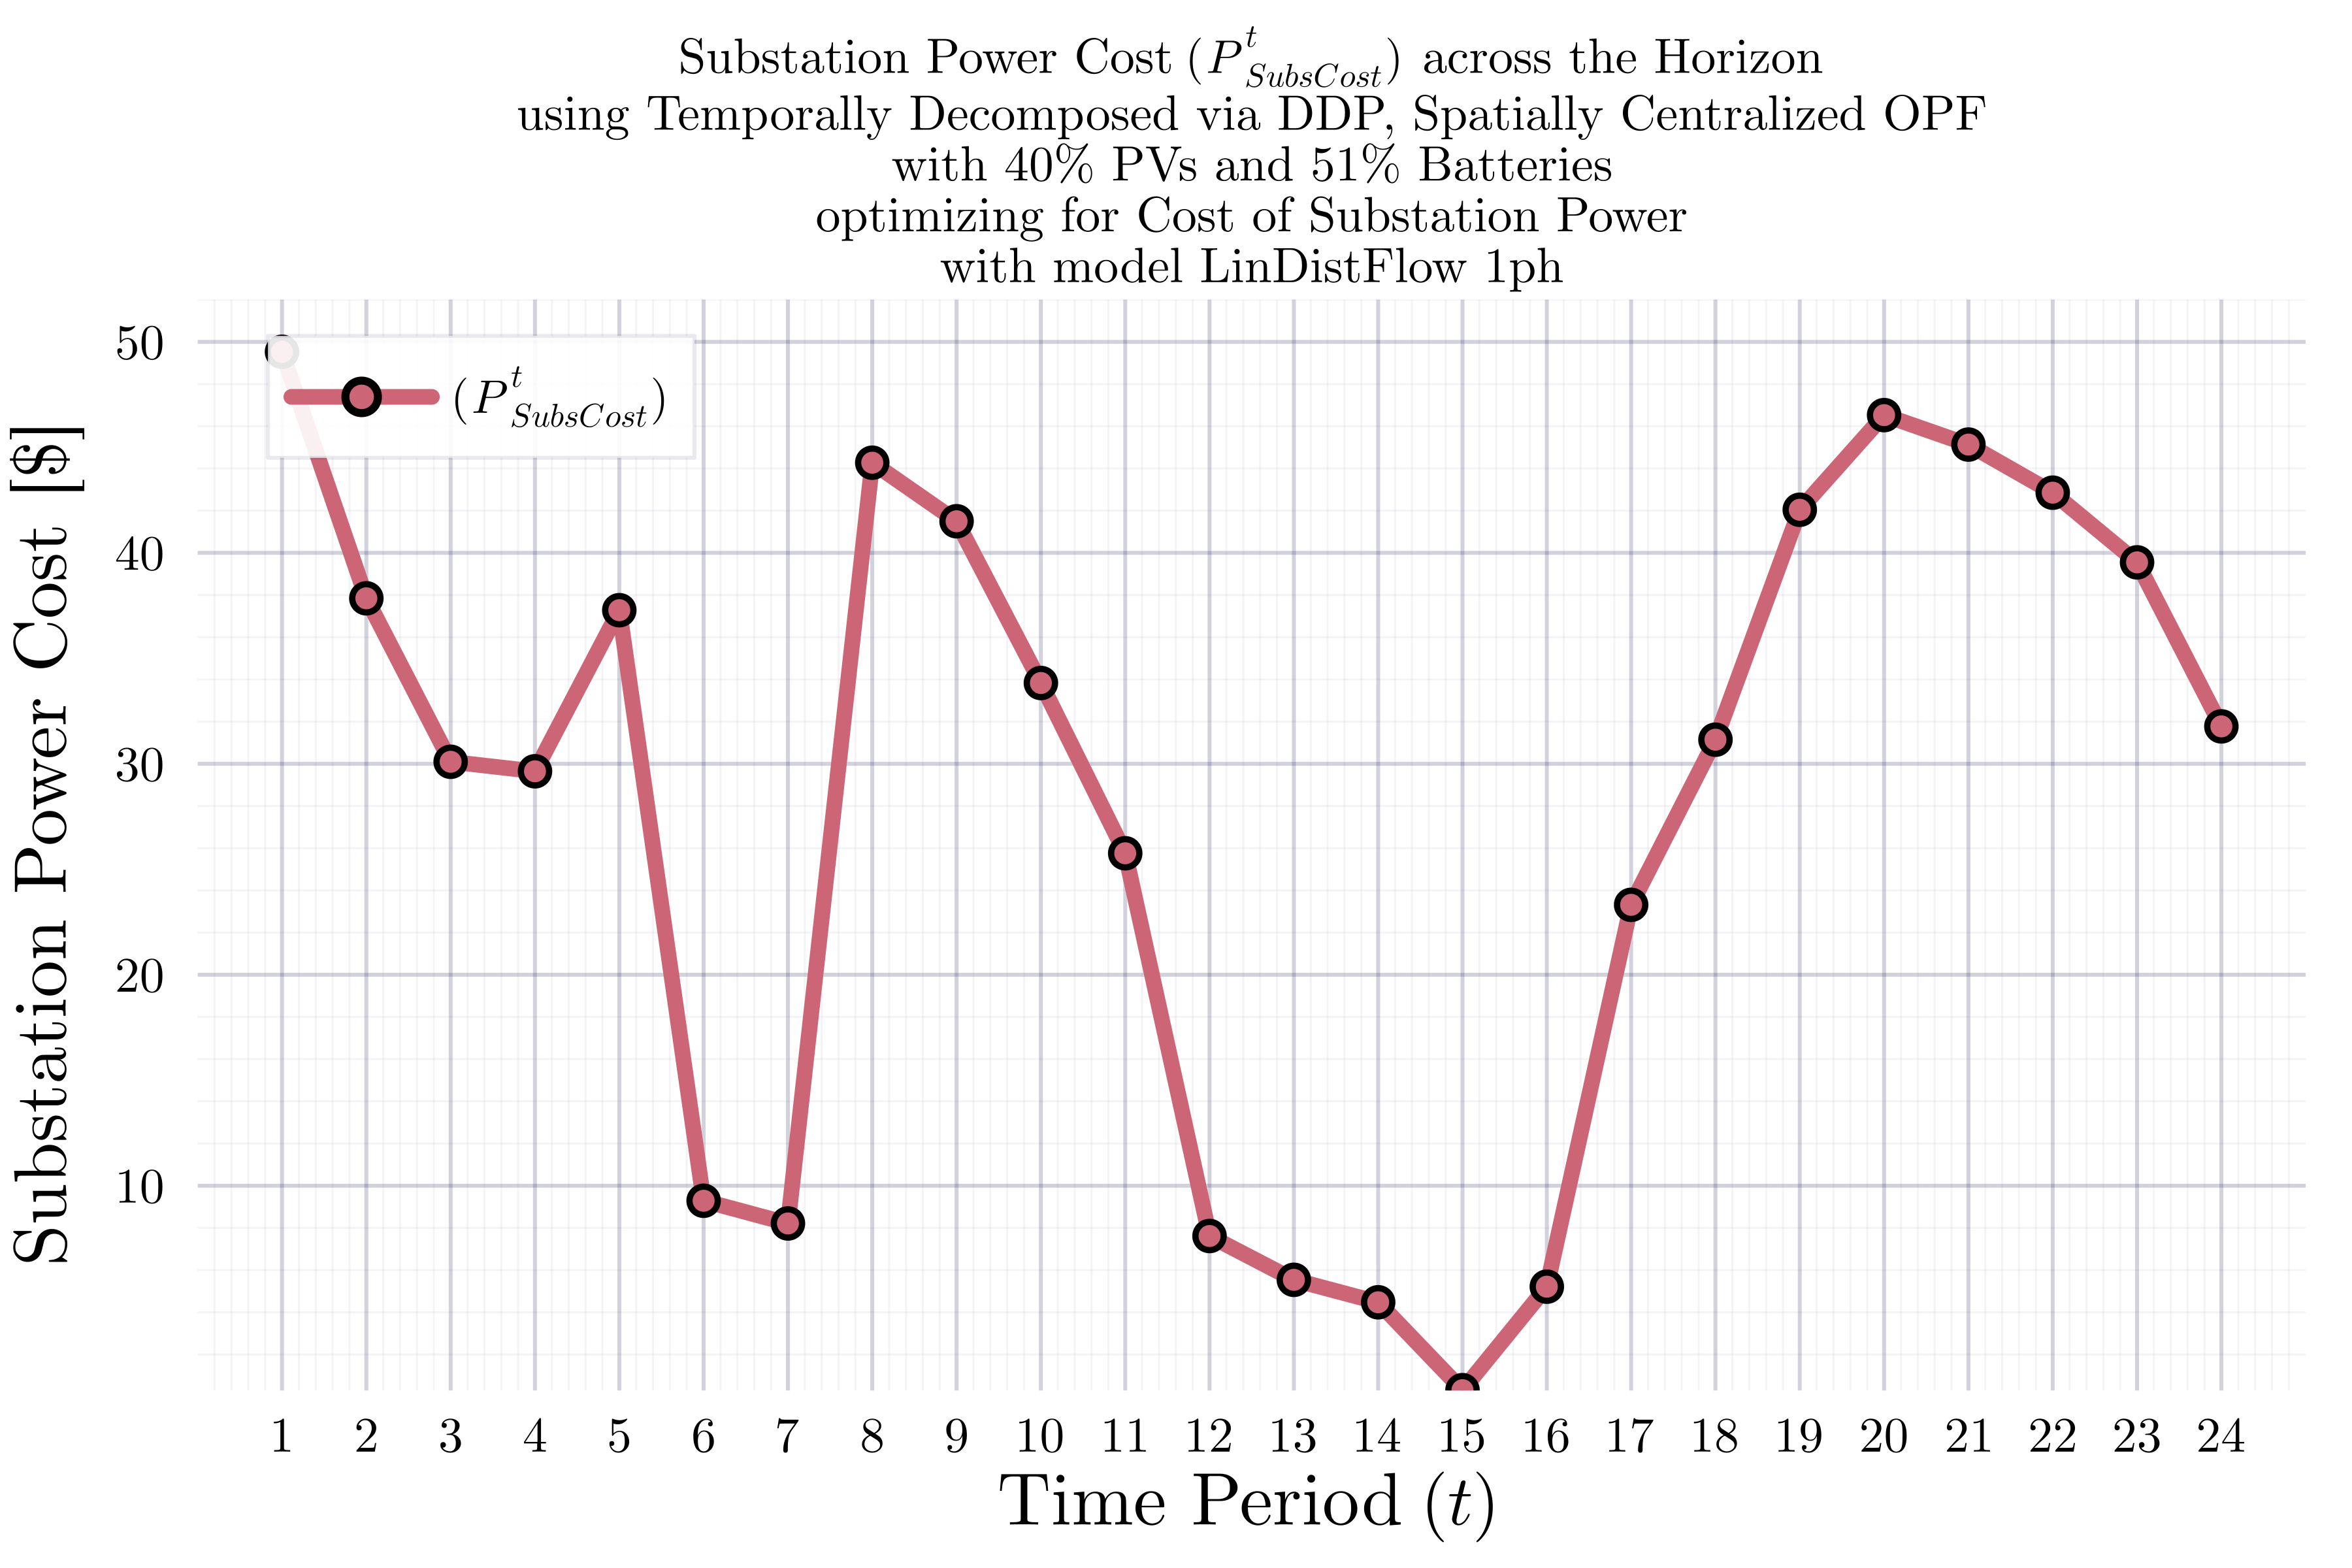 Substation Power Cost (P^t_SubsCost) across the Horizon
using Temporally Decomposed via DDP, Spatially Centralized OPF
with 40% PVs and 51% Batteries
optimizing for Cost of Substation Power
with model LinDistFlow 1ph
(P^t_SubsCost)
Substation Power Cost [$]
50
40
30
20
10
1 2 3 4 5 6 7 8 9 10 11 12 13 14 15 16 17 18 19 20 21 22 23 24
Time Period (t)